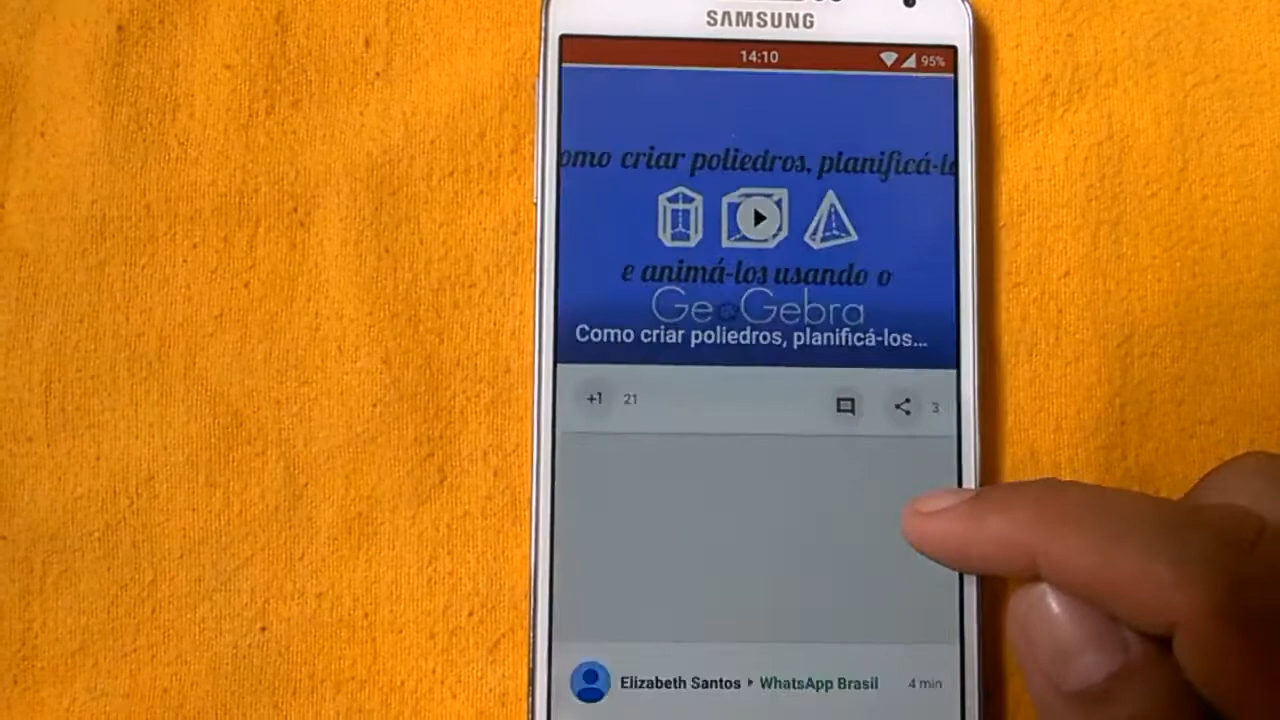 SAMSUNG
14:10 95%
omo criar poliedros, planificá-l
e animá-los usando o
GeoGebra
Como criar poliedros, planificá-los...
+1 21 3
Elizabeth Santos WhatsApp Brasil 4 min